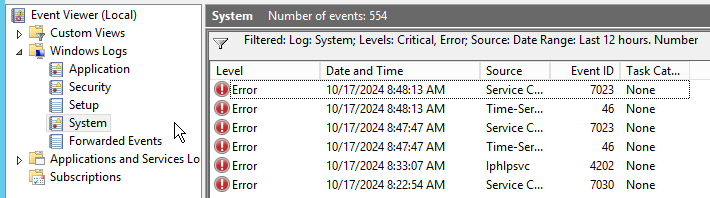 Event Viewer (Local)
Custom Views
Windows Logs
Application
Security
Setup
System
Forwarded Events
Applications and Services Lo
Subscriptions
System Number of events: 554
Filtered: Log: System; Levels: Critical, Error; Source: Date Range: Last 12 hours. Number
Level Date and Time Source Event ID Task Cat...
Error 10/17/2024 8:48:13 AM Service C... 7023 None
Error 10/17/2024 8:48:13 AM Time-Ser... 46 None
Error 10/17/2024 8:47:47 AM Service C... 7023 None
Error 10/17/2024 8:47:47 AM Time-Ser... 46 None
Error 10/17/2024 8:33:07 AM Iphlpsvc 4202 None
Error 10/17/2024 8:22:54 AM Service C... 7030 None